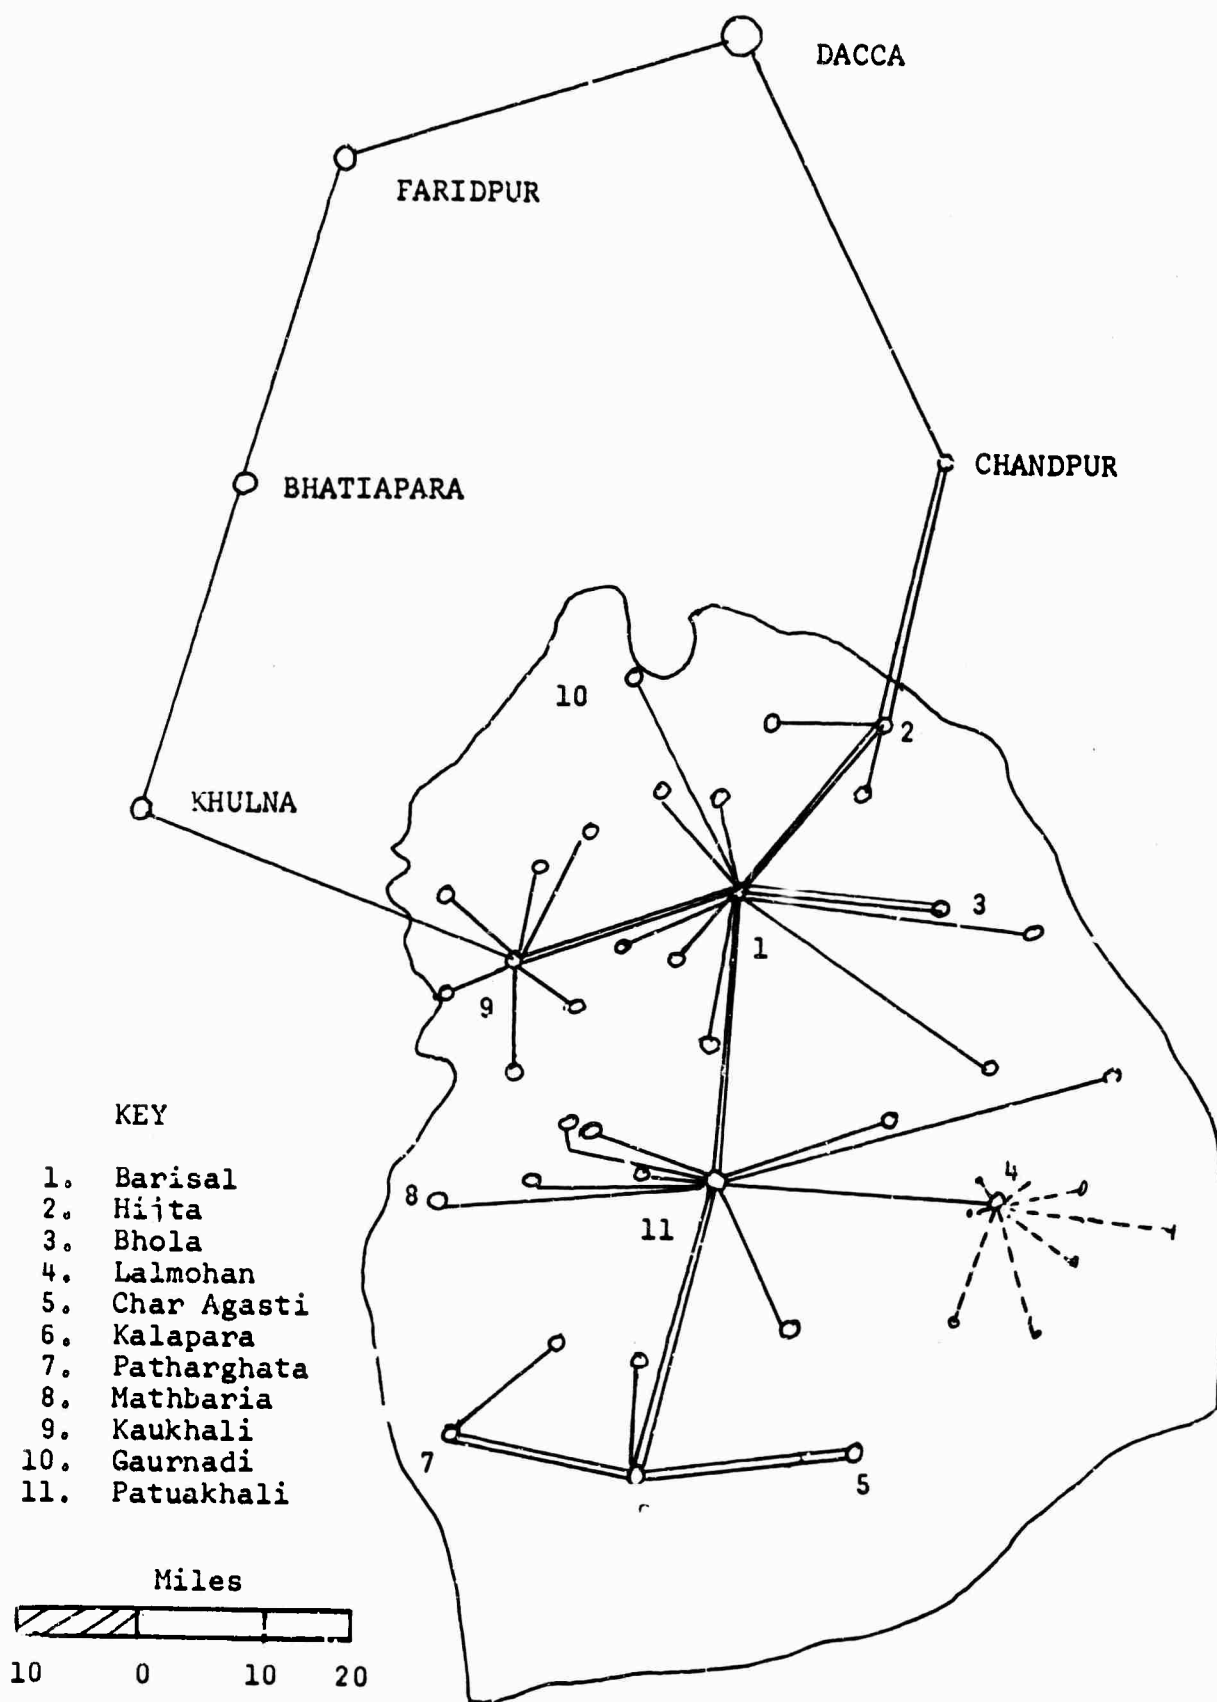 DACCA
FARIDPUR
CHANDPUR
BHATIAPARA
10
2
KHULNA
3
1
9
KEY
1. Barisal
2. Hijta
3. Bhola
4. Lalmohan
5. Char Agasti
6. Kalapara
7. Patharghata
8. Mathbaria
9. Kaukhali
10. Gaurnadi
11. Patuakhali
4
8
11
7
5
Miles
10 0 10 20